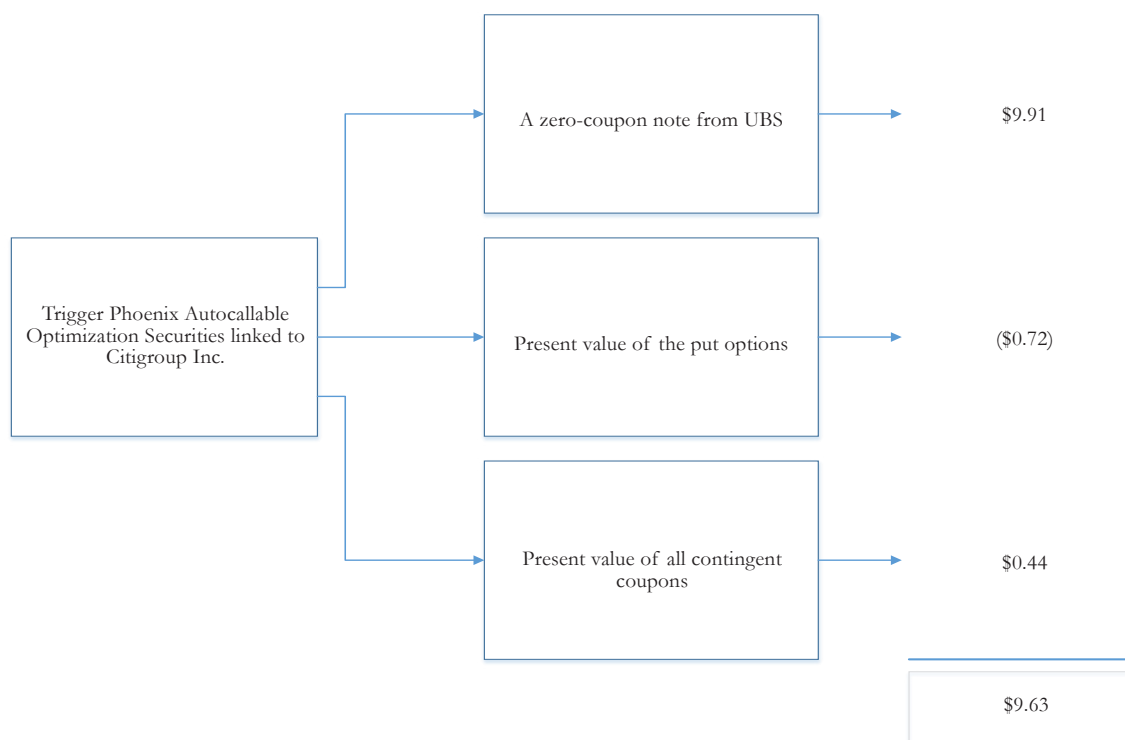 A zero-coupon note from UBS
$9.91
Trigger Phoenix Autocallable
Optimization Securities linked to
Citigroup Inc.
Present value of the put options
($0.72)
Present value of all contingent
coupons
$0.44
$9.63